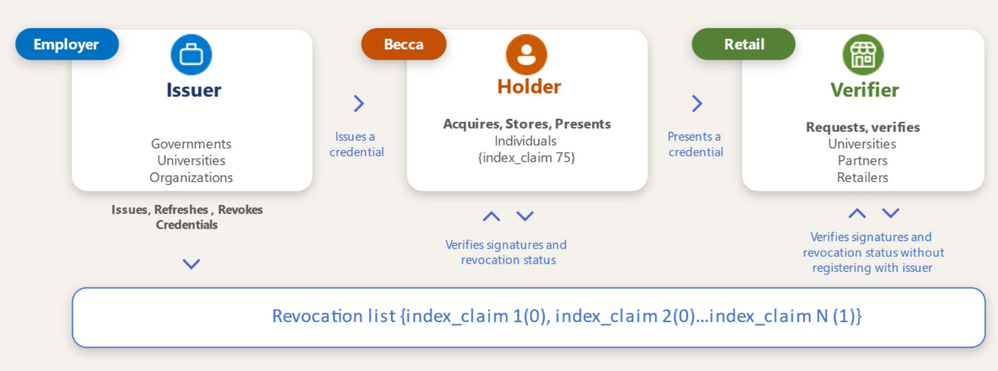 Employer
Issuer
Governments
Universities
Organizations
Issues, Refreshes , Revokes
Credentials
Issues a
credential
Becca
Holder
Acquires, Stores, Presents
Individuals
{index_claim 75}
Verifies signatures and
revocation status
Presents a
credential
Retail
Verifier
Requests, verifies
Universities
Partners
Retailers
Verifies signatures and
revocation status without
registering with issuer
Revocation list {index_claim 1(0), index_claim 2(0)...index_claim N (1)}